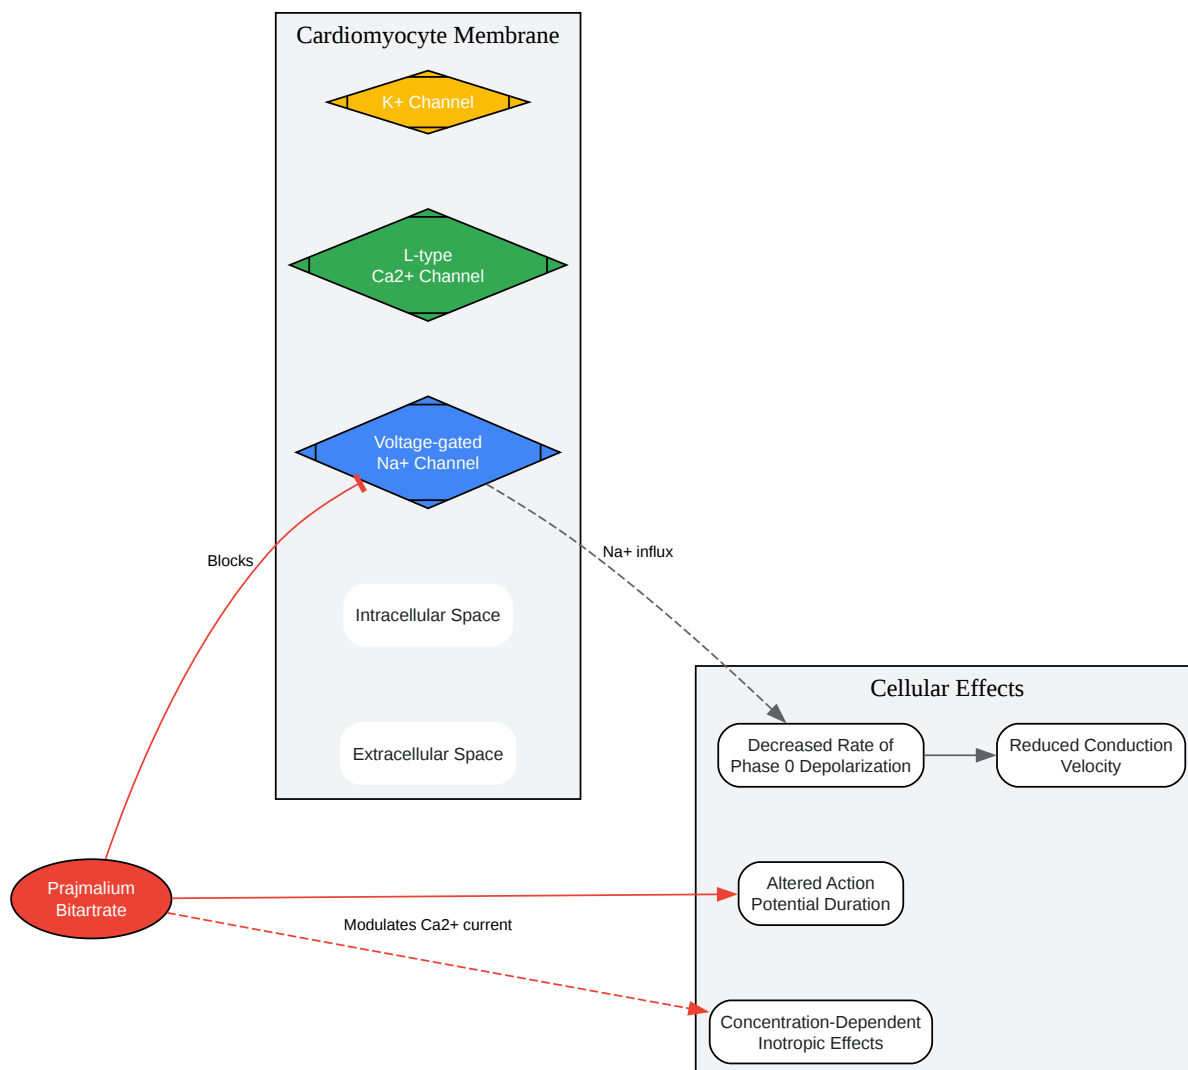 Cardiomyocyte Membrane
K+ Channel
L-type
Ca2+ Channel
Voltage-gated
Na+ Channel
Na+ influx
Blocks
Intracellular Space
Extracellular Space
Cellular Effects
Decreased Rate of
Phase 0 Depolarization
Reduced Conduction
Velocity
Prajmalium
Bitartrate
Altered Action
Potential Duration
Modulates Ca2+ current
Concentration-Dependent
Inotropic Effects